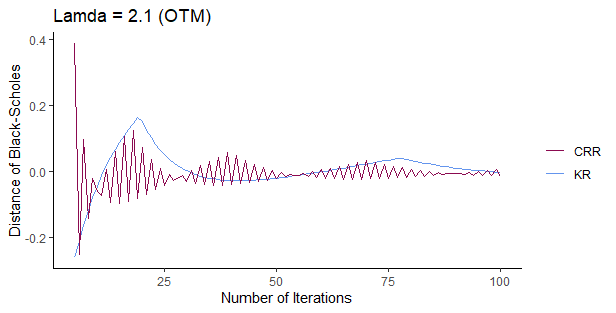 Lamda = 2.1 (OTM)
Distance of Black-Scholes
0.4
0.2
0.0
-0.2
25
50
75
100
Number of Iterations
CRR
KR